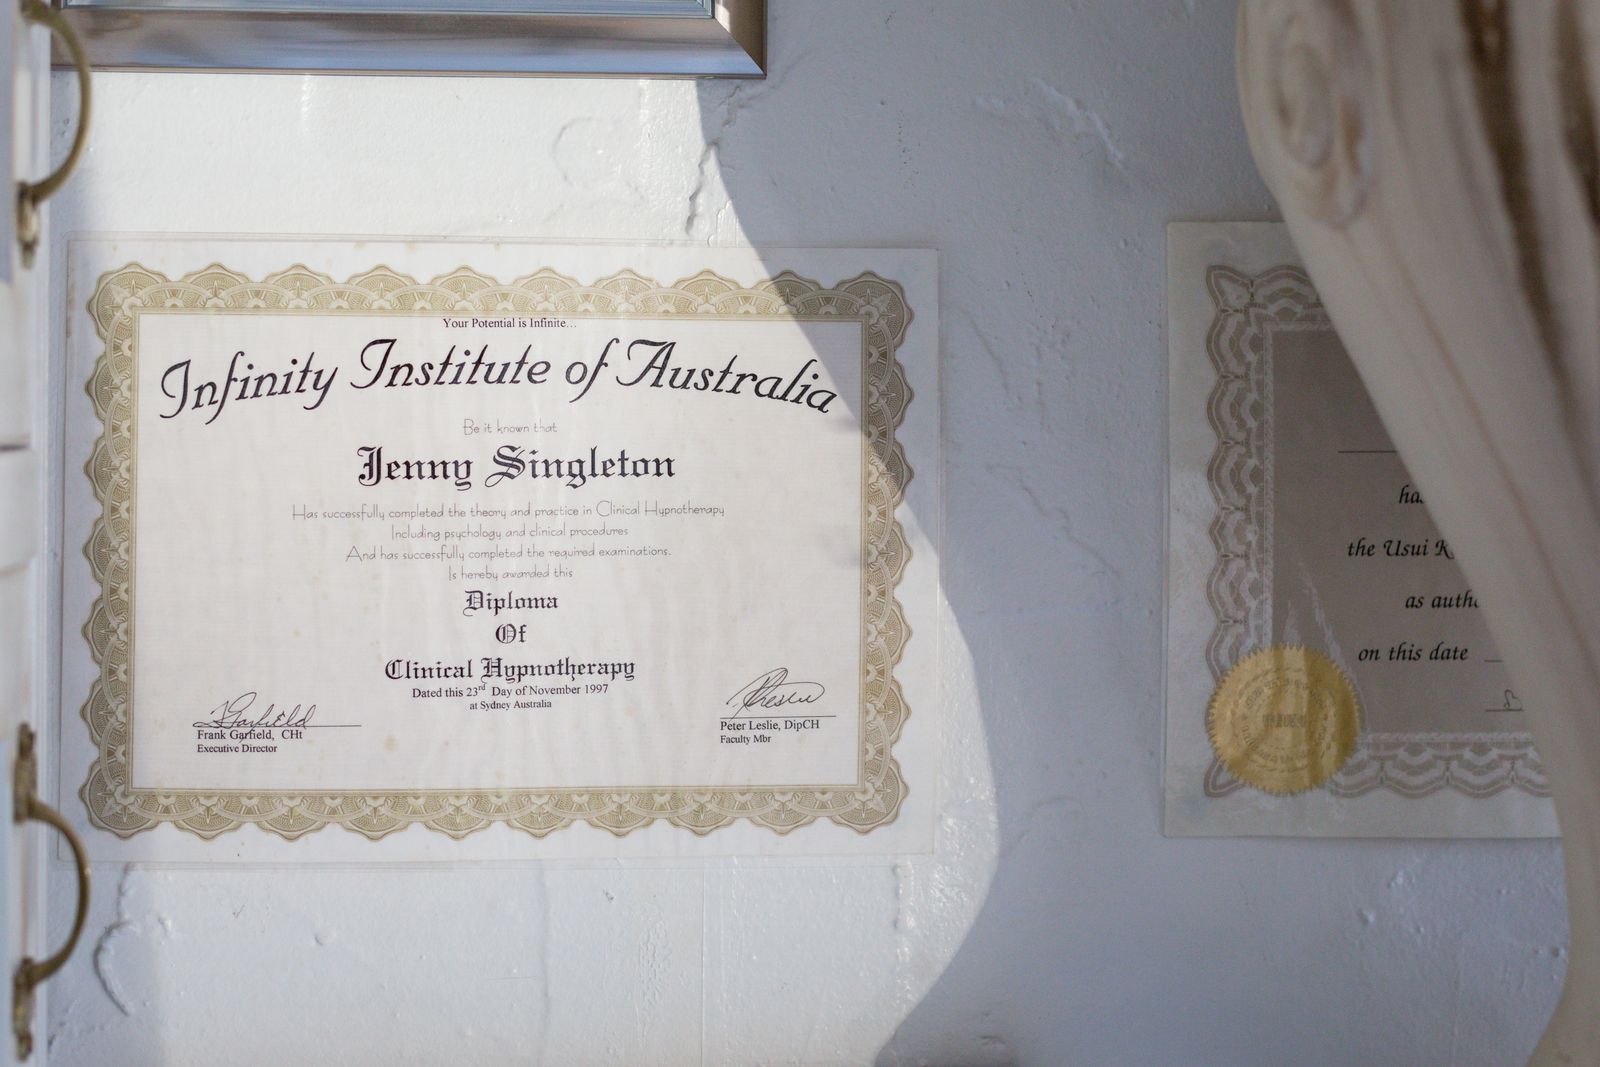 Your Potential is Infinite…
Infinity Institute of Australia
Be it known that
Jenny Singleton
Has successfully completed the theory and practice in Clinical Hypnotherapy
Including psychology and clinical procedures
And has successfully completed the required examinations.
Is hereby awarded this
Diploma
Of
Clinical Hypnotherapy
Dated this 23rd Day of November 1997
at Sydney Australia
Frank Garfield, CHt
Executive Director
Peter Leslie, DipCH
Faculty Mbr
the Usui
as
on this date